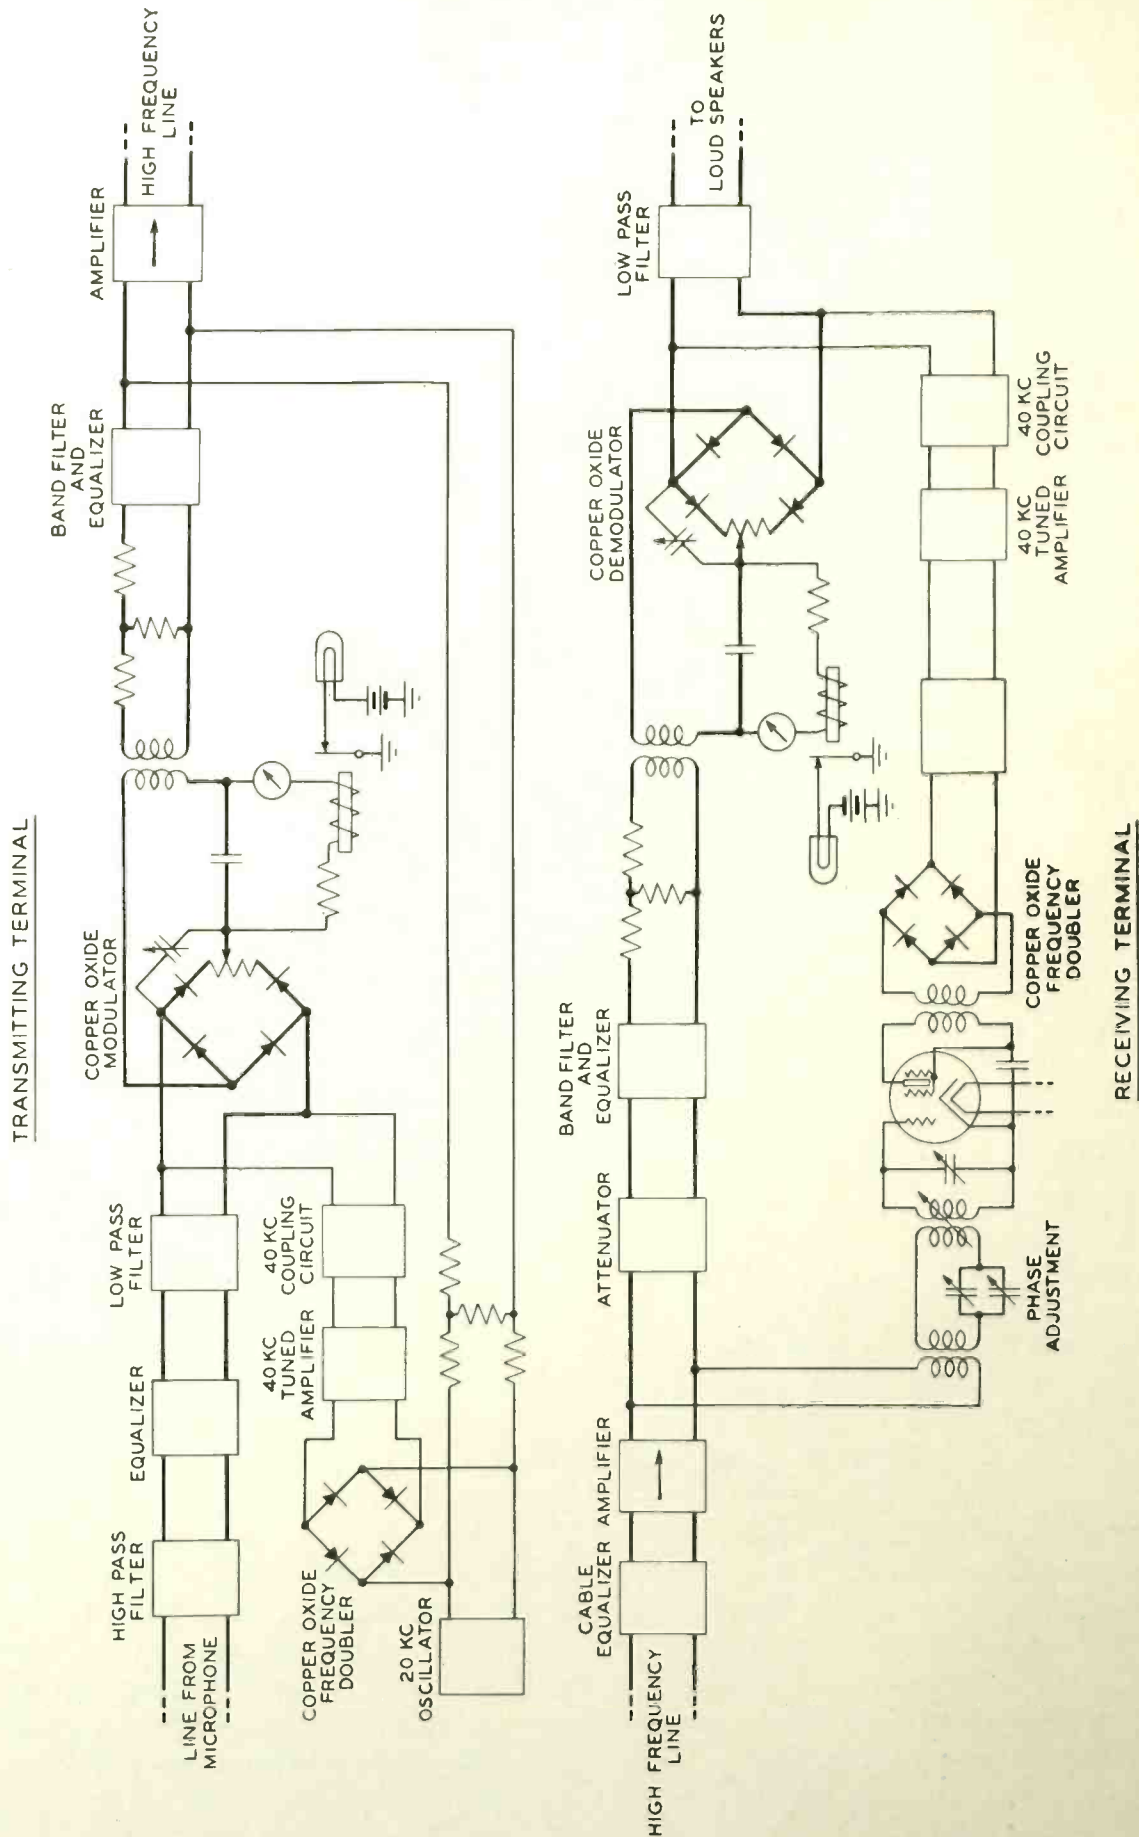 TRANSMITTING TERMINAL
LINE FROM
MICROPHONE
HIGH PASS
FILTER
EQUALIZER
LOW PASS
FILTER
COPPER OXIDE
MODULATOR
BAND FILTER
AND
EQUALIZER
AMPLIFIER
HIGH FREQUENCY
LINE
COPPER OXIDE
FREQUENCY
DOUBLER
40 KC
TUNED
AMPLIFIER
40 KC
COUPLING
CIRCUIT
20 KC
OSCILLATOR
HIGH FREQUENCY
LINE
CABLE
EQUALIZER
AMPLIFIER
ATTENUATOR
BAND FILTER
AND
EQUALIZER
COPPER OXIDE
DEMODULATOR
LOW PASS
FILTER
TO
LOUD SPEAKERS
PHASE
ADJUSTMENT
COPPER OXIDE
FREQUENCY
DOUBLER
40 KC
TUNED
AMPLIFIER
40 KC
COUPLING
CIRCUIT
RECEIVING TERMINAL